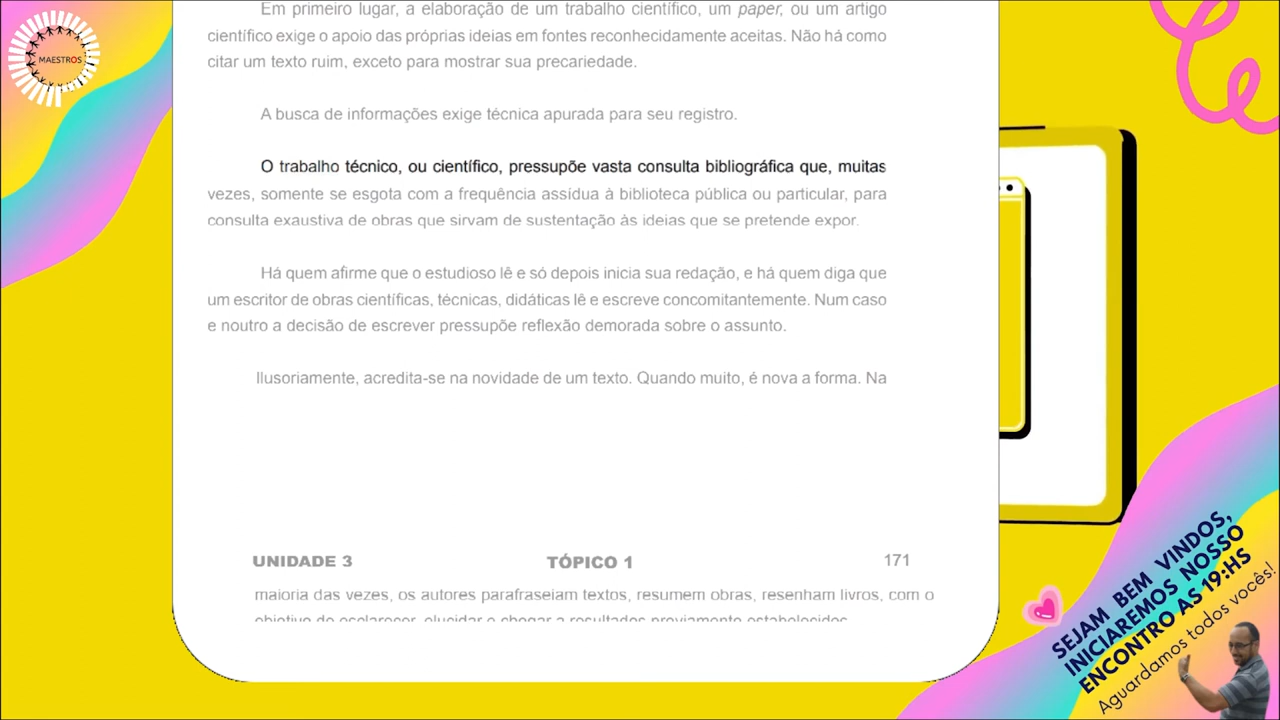 MAESTROS
Em primeiro lugar, a elaboração de um trabalho científico, um paper, ou um artigo
científico exige o apoio das próprias ideias em fontes reconhecidamente aceitas. Não há como
citar um texto ruim, exceto para mostrar sua precariedade.
A busca de informações exige técnica apurada para seu registro.
O trabalho técnico, ou científico, pressupõe vasta consulta bibliográfica que, muitas
vezes, somente se esgota com a frequência assídua à biblioteca pública ou particular, para
consulta exaustiva de obras que sirvam de sustentação às ideias que se pretende expor.
Há quem afirme que o estudioso lê e só depois inicia sua redação, e há quem diga que
um escritor de obras científicas, técnicas, didáticas lê e escreve concomitantemente. Num caso
e noutro a decisão de escrever pressupõe reflexão demorada sobre o assunto.
Ilusoriamente, acredita-se na novidade de um texto. Quando muito, é nova a forma. Na
UNIDADE 3 TÓPICO 1 171
maioria das vezes, os autores parafraseiam textos, resumem obras, resenham livros, com o
objetivo de esclarecer, elucidar e chegar a resultados previamente estabelecidos.
SEJAM BEM VINDOS,
INICIAREMOS NOSSO
ENCONTRO AS 19:HS
Aguardamos todos vocês!